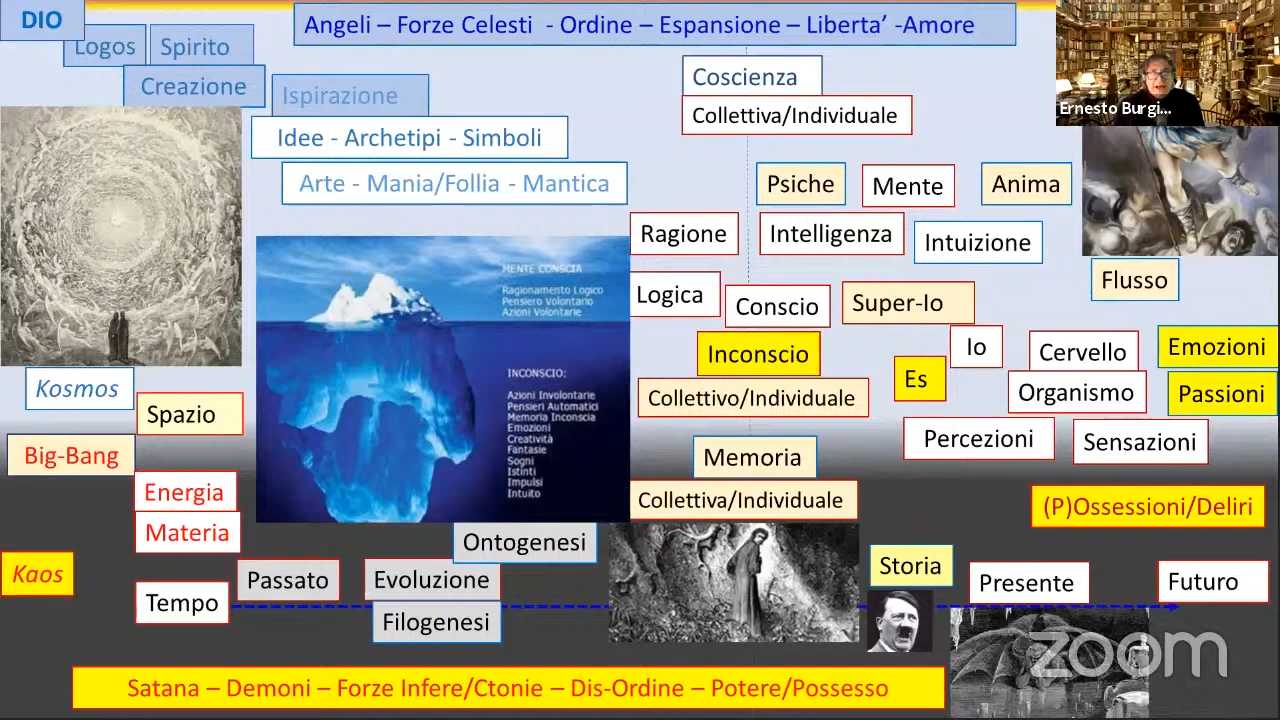 DIO
Angeli – Forze Celesti - Ordine – Espansione – Liberta’ -Amore
Logos
Spirito
Creazione
Ispirazione
Coscienza
Collettiva/Individuale
Ernesto Burgi...
Idee - Archetipi - Simboli
Arte - Mania/Follia - Mantica
Psiche
Mente
Anima
Ragione
Intelligenza
Intuizione
MENTE CONSCIA
Ragionamento Logico
Pensiero Volontario
Azioni Volontarie
Flusso
Logica
Conscio
Super-Io
Inconscio
Io
Cervello
Emozioni
Es
Collettivo/Individuale
Organismo
Passioni
INCONSCIO:
Azioni Involontarie
Pensieri Automatici
Memoria Inconscia
Emozioni
Creatività
Fantasie
Sogni
Istinti
Impulsi
Intuito
Kosmos
Spazio
Percezioni
Sensazioni
Big-Bang
Memoria
Collettiva/Individuale
Energia
Materia
(P)Ossessioni/Deliri
Ontogenesi
Kaos
Passato
Evoluzione
Storia
Presente
Futuro
Tempo
Filogenesi
zoom
Satana – Demoni – Forze Infere/Ctonie – Dis-Ordine – Potere/Possesso